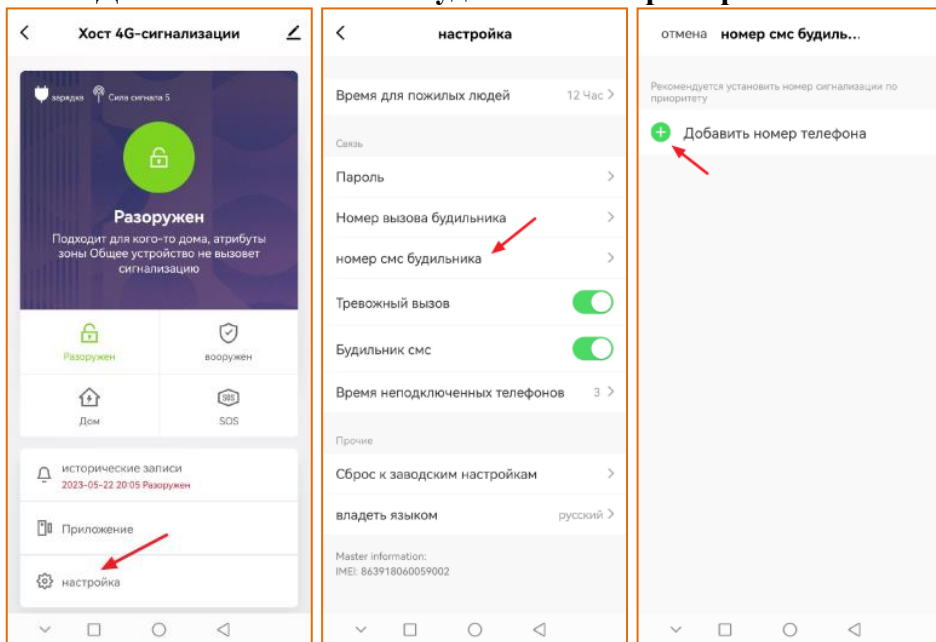 Хост 4G-сигнализации
зарядка Сила сигнала 5
Разоружен
Подходит для кого-то дома, атрибуты
зоны Общее устройство не вызовет
сигнализацию
Разоружен
вооружен
Дом
SOS
SOS
исторические записи
2023-05-22 20:05 Разоружен
Приложение
настройка
настройка
Время для пожилых людей 12 Час
Связь
Пароль
Номер вызова будильника
номер смс будильника
Тревожный вызов
Будильник смс
Время неподключенных телефонов 3
Прочие
Сброс к заводским настройкам
владеть языком русский
Master information:
IMEI: 863918060059002
отмена номер смс будиль...
Рекомендуется установить номер сигнализации по
приоритету
Добавить номер телефона